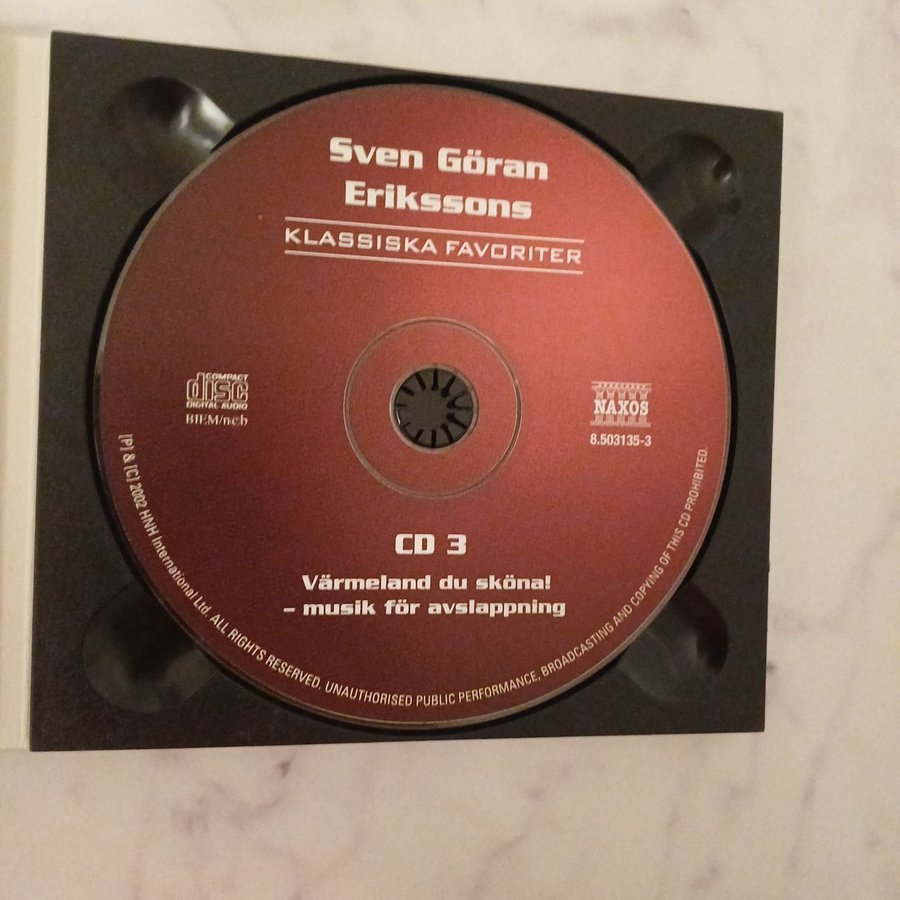 Sven Göran
Erikssons
KLASSISKA FAVORITER
COMPACT
disc
DIGITAL AUDIO
BIEM/ncb
NAXOS
8.503135-3
CD 3
Värmeland du sköna!
– musik för avslappning
[P] & [C] 2002 HNH International Ltd. ALL RIGHTS RESERVED. UNAUTHORISED PUBLIC PERFORMANCE, BROADCASTING AND COPYING OF THIS CD PROHIBITED.